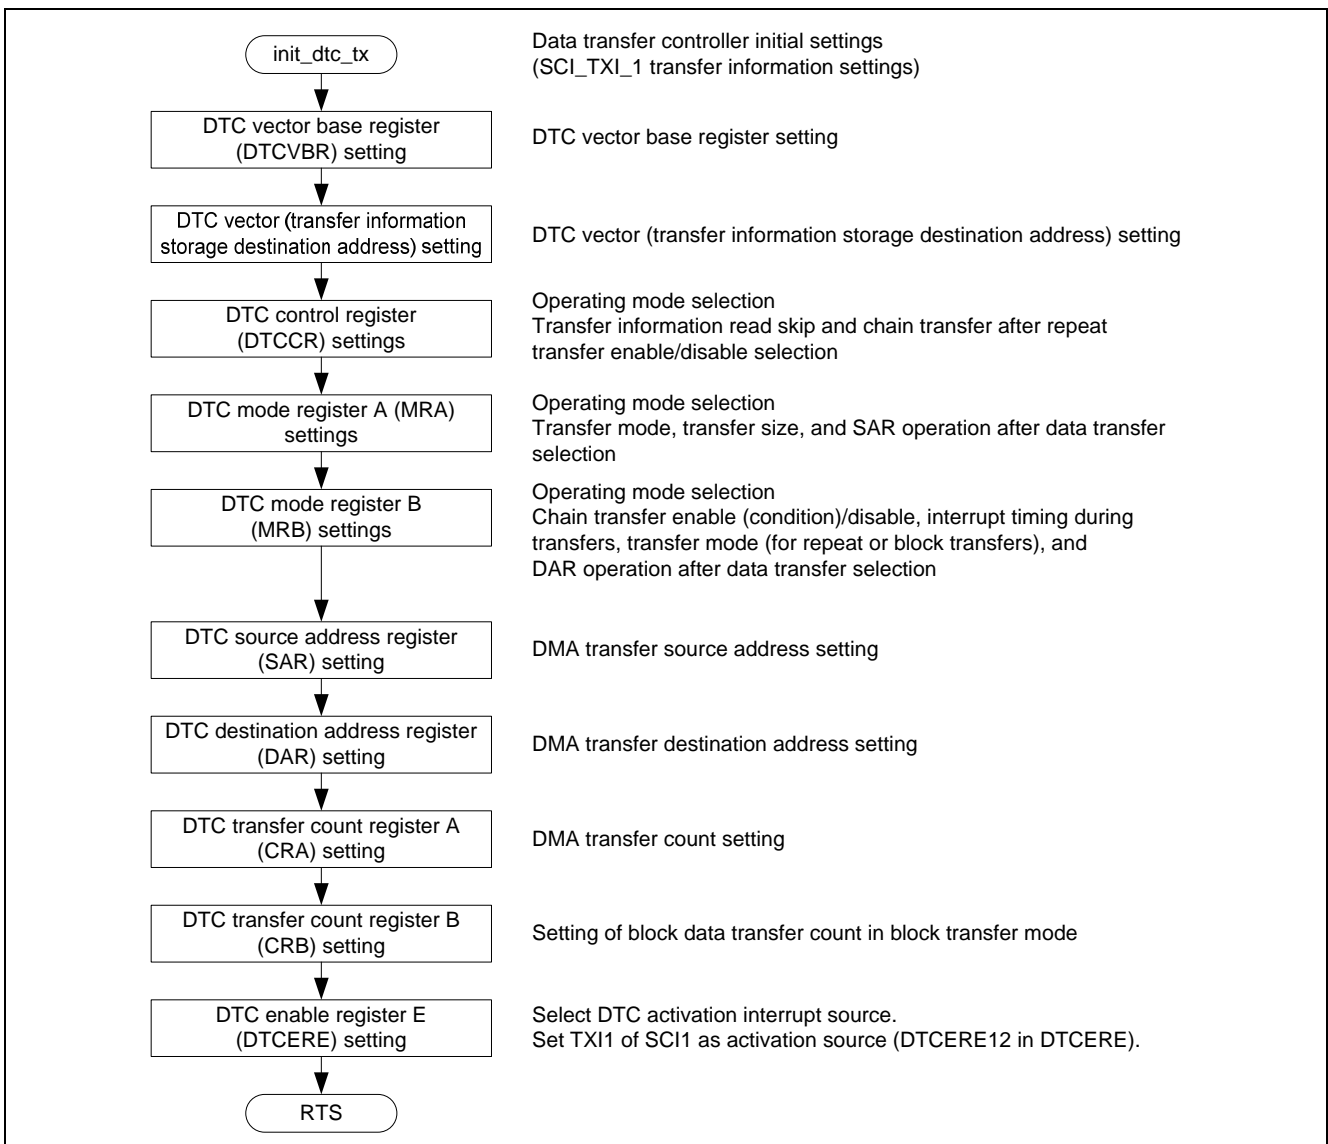 init_dtc_tx
Data transfer controller initial settings
(SCI_TXI_1 transfer information settings)
DTC vector base register
(DTCVBR) setting
DTC vector base register setting
DTC vector (transfer information
storage destination address) setting
DTC vector (transfer information storage destination address) setting
DTC control register
(DTCCR) settings
Operating mode selection
Transfer information read skip and chain transfer after repeat
transfer enable/disable selection
DTC mode register A (MRA)
settings
Operating mode selection
Transfer mode, transfer size, and SAR operation after data transfer
selection
DTC mode register B
(MRB) settings
Operating mode selection
Chain transfer enable (condition)/disable, interrupt timing during
transfers, transfer mode (for repeat or block transfers), and
DAR operation after data transfer selection
DTC source address register
(SAR) setting
DMA transfer source address setting
DTC destination address register
(DAR) setting
DMA transfer destination address setting
DTC transfer count register A
(CRA) setting
DMA transfer count setting
DTC transfer count register B
(CRB) setting
Setting of block data transfer count in block transfer mode
DTC enable register E
(DTCERE) setting
Select DTC activation interrupt source.
Set TXI1 of SCI1 as activation source (DTCERE12 in DTCERE).
RTS